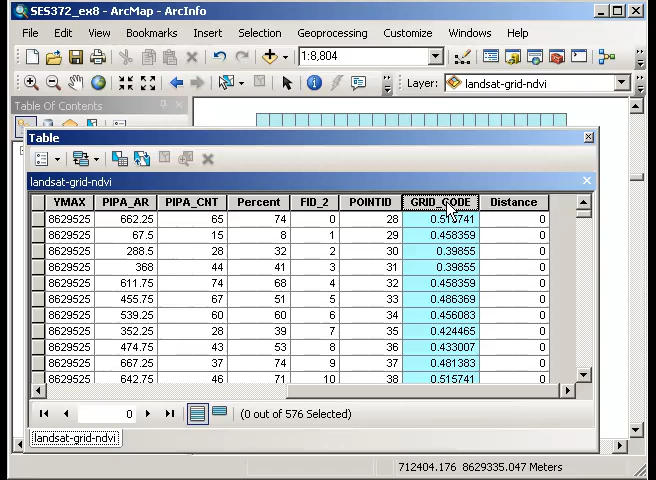 SES372_ex8 - ArcMap - ArcInfo
File Edit View Bookmarks Insert Selection Geoprocessing Customize Windows Help
1:8,804
Layer: landsat-grid-ndvi
Table Of Contents
Table
landsat-grid-ndvi
YMAX PIPA_AR PIPA_CNT Percent FID_2 POINTID GRID_CODE Distance
8629525 662.25 65 74 0 28 0.515741 0
8629525 67.5 15 8 1 29 0.458359 0
8629525 288.5 28 32 2 30 0.39855 0
8629525 368 44 41 3 31 0.39855 0
8629525 611.75 74 68 4 32 0.458359 0
8629525 455.75 67 51 5 33 0.486369 0
8629525 539.25 60 60 6 34 0.456083 0
8629525 352.25 28 39 7 35 0.424465 0
8629525 474.75 43 53 8 36 0.433007 0
8629525 667.25 37 74 9 37 0.481383 0
8629525 642.75 46 71 10 38 0.515741 0
0 (0 out of 576 Selected)
landsat-grid-ndvi
712404.176 8629335.047 Meters